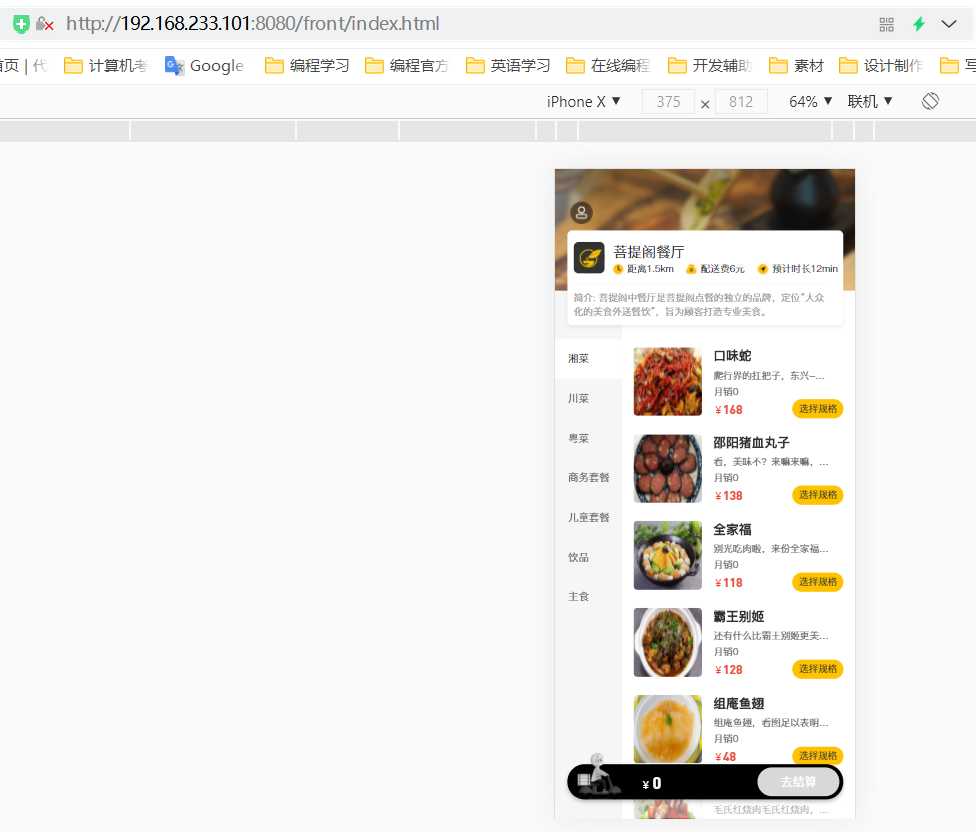 http://192.168.233.101:8080/front/index.html
首页 | 代
计算机考
Google
编程学习
编程官方
英语学习
在线编程
开发辅助
素材
设计制作
写
iPhone X ▼ 375 × 812 64% ▼ 联机 ▼
菩提阁餐厅
距离1.5km 配送费6元 预计时长12min
简介: 菩提阁中餐厅是菩提阁点餐的独立的品牌，定位"大众
化的美食外送餐饮"，旨为顾客打造专业美食。
湘菜
川菜
粤菜
商务套餐
儿童套餐
饮品
主食
口味蛇
爬行界的扛把子，东兴-...
月销0
¥168 选择规格
邵阳猪血丸子
看，美味不？来嘛来嘛，...
月销0
¥138 选择规格
全家福
别光吃肉啦，来份全家福...
月销0
¥118 选择规格
霸王别姬
还有什么比霸王别姬更美...
月销0
¥128 选择规格
组庵鱼翅
组庵鱼翅，看图足以表明...
月销0
¥48 选择规格
¥ 0 去结算
毛氏红烧肉毛氏红烧肉，...